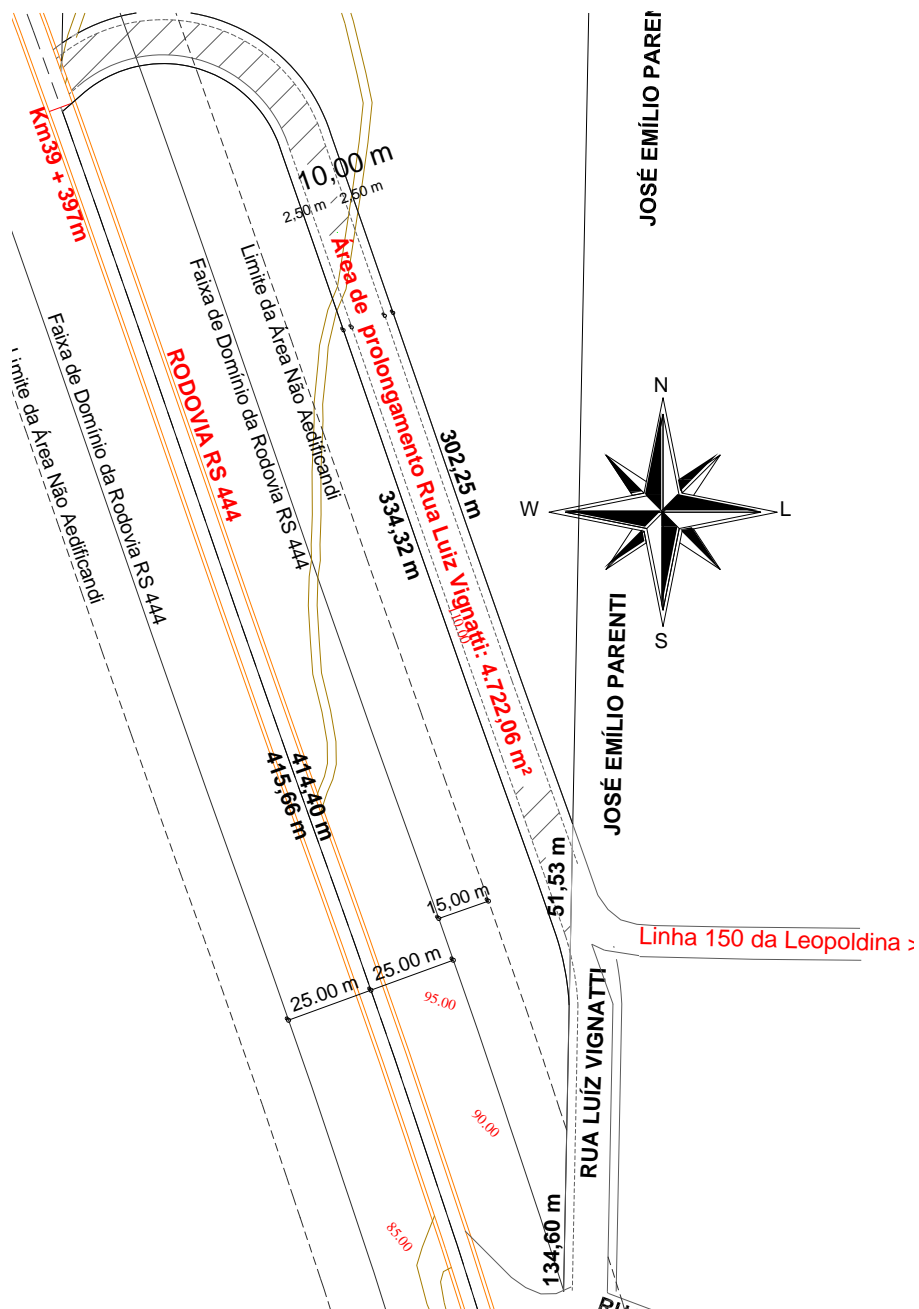 JOSÉ EMÍLIO PAREN
Km39 + 397m
10,00 m
2,50 m
2,50 m
Área de prolongamento Rua Luiz Vignatti: 4.722,06 m²
Limite da Área Não Aedificandi
Faixa de Domínio da Rodovia RS 444
RODOVIA RS 444
Faixa de Domínio da Rodovia RS 444
Limite da Área Não Aedificandi
302,25 m
334,32 m
110.00
N
W
L
S
JOSÉ EMÍLIO PARENTI
414,40 m
415,66 m
51,53 m
15,00 m
Linha 150 da Leopoldina >
25.00 m
25.00 m
95.00
RUA LUÍZ VIGNATTI
90.00
85.00
134,60 m